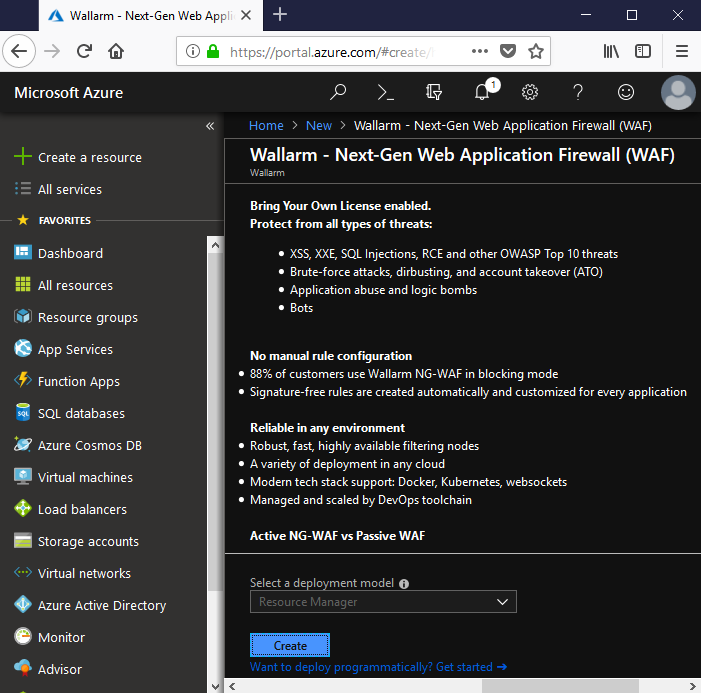 Wallarm - Next-Gen Web Appli
https://portal.azure.com/#create/
Microsoft Azure
1
Create a resource
All services
FAVORITES
Dashboard
All resources
Resource groups
App Services
Function Apps
SQL databases
Azure Cosmos DB
Virtual machines
Load balancers
Storage accounts
Virtual networks
Azure Active Directory
Monitor
Advisor
Home > New > Wallarm - Next-Gen Web Application Firewall (WAF)
Wallarm - Next-Gen Web Application Firewall (WAF)
Wallarm
Bring Your Own License enabled.
Protect from all types of threats:
XSS, XXE, SQL Injections, RCE and other OWASP Top 10 threats
Brute-force attacks, dirbusting, and account takeover (ATO)
Application abuse and logic bombs
Bots
No manual rule configuration
88% of customers use Wallarm NG-WAF in blocking mode
Signature-free rules are created automatically and customized for every application
Reliable in any environment
Robust, fast, highly available filtering nodes
A variety of deployment in any cloud
Modern tech stack support: Docker, Kubernetes, websockets
Managed and scaled by DevOps toolchain
Active NG-WAF vs Passive WAF
Select a deployment model
Resource Manager
Create
Want to deploy programmatically? Get started →